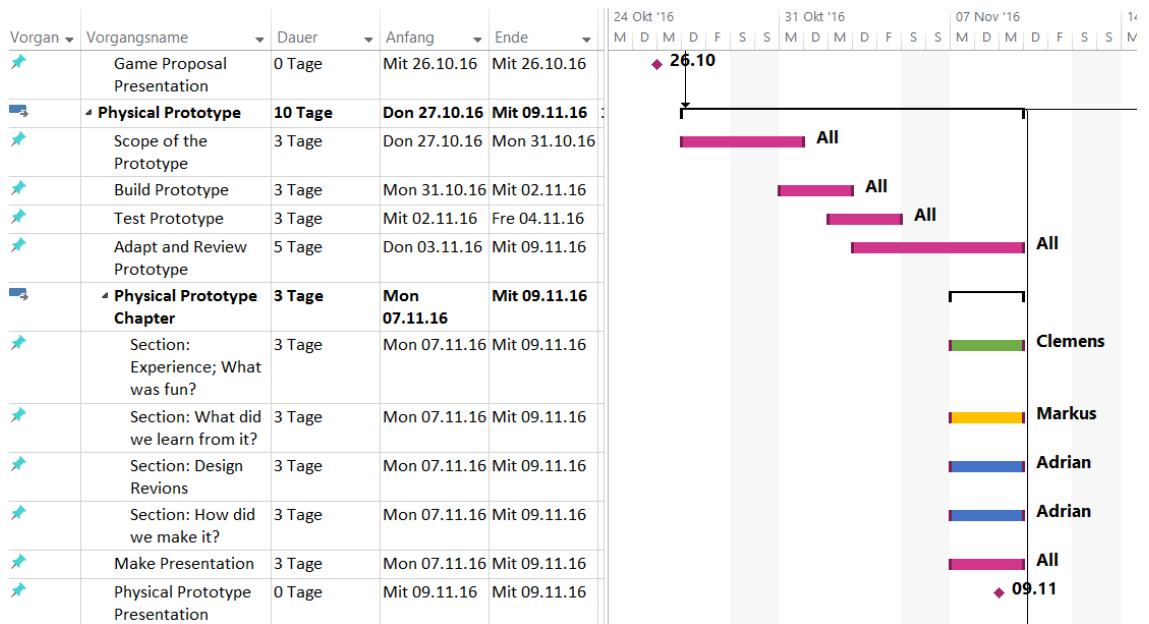 24 Okt '16 31 Okt '16 07 Nov '16 14
Vorgan Vorgangsname Dauer Anfang Ende M D M D F S S M D M D F S S M D M D F S S M
Game Proposal 0 Tage Mit 26.10.16 Mit 26.10.16 26.10
Presentation
Physical Prototype 10 Tage Don 27.10.16 Mit 09.11.16
Scope of the 3 Tage Don 27.10.16 Mon 31.10.16 All
Prototype
Build Prototype 3 Tage Mon 31.10.16 Mit 02.11.16 All
Test Prototype 3 Tage Mit 02.11.16 Fre 04.11.16 All
Adapt and Review 5 Tage Don 03.11.16 Mit 09.11.16 All
Prototype
Physical Prototype 3 Tage Mon Mit 09.11.16
Chapter 07.11.16
Section: 3 Tage Mon 07.11.16 Mit 09.11.16 Clemens
Experience; What
was fun?
Section: What did 3 Tage Mon 07.11.16 Mit 09.11.16 Markus
we learn from it?
Section: Design 3 Tage Mon 07.11.16 Mit 09.11.16 Adrian
Revions
Section: How did 3 Tage Mon 07.11.16 Mit 09.11.16 Adrian
we make it?
Make Presentation 3 Tage Mon 07.11.16 Mit 09.11.16 All
Physical Prototype 0 Tage Mit 09.11.16 Mit 09.11.16 09.11
Presentation